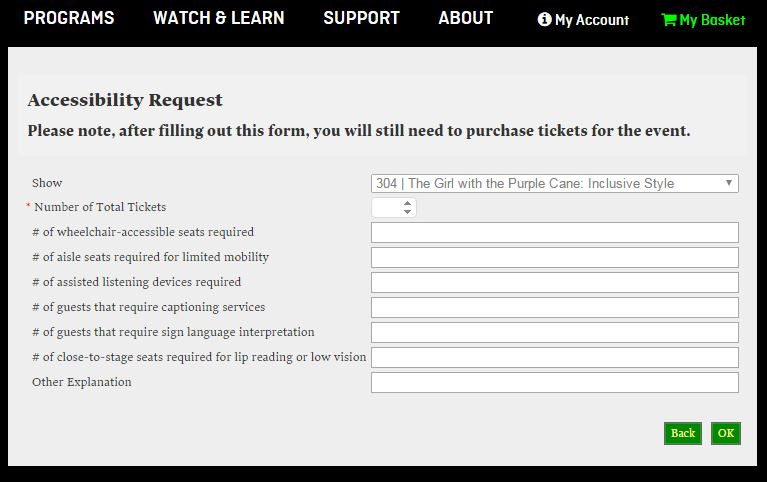 PROGRAMS WATCH & LEARN SUPPORT ABOUT My Account My Basket
Accessibility Request
Please note, after filling out this form, you will still need to purchase tickets for the event.
Show 304 | The Girl with the Purple Cane: Inclusive Style
* Number of Total Tickets
# of wheelchair-accessible seats required
# of aisle seats required for limited mobility
# of assisted listening devices required
# of guests that require captioning services
# of guests that require sign language interpretation
# of close-to-stage seats required for lip reading or low vision
Other Explanation
Back OK